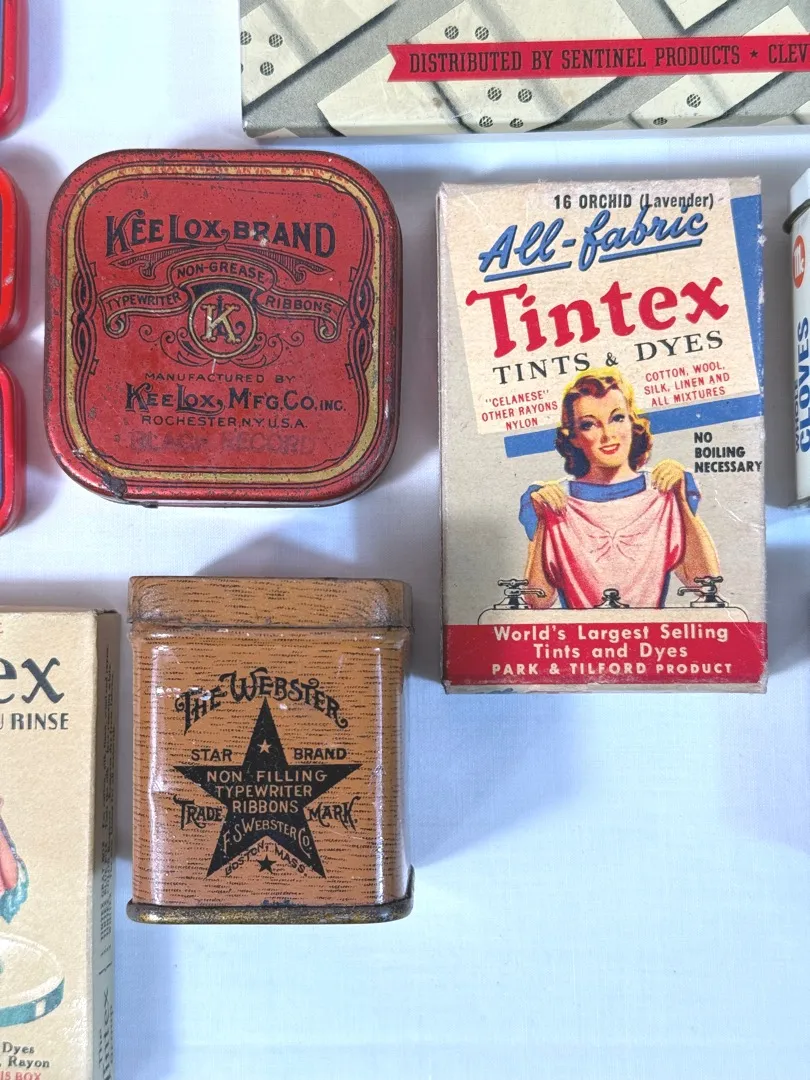 DISTRIBUTED BY SENTINEL PRODUCTS ★ CLEV
KEE LOX BRAND
NON-GREASE
TYPEWRITER RIBBONS
K
MANUFACTURED BY
KEE LOX MFG. CO. INC.
ROCHESTER, N.Y. U.S.A.
BLACK RECORD
16 ORCHID (Lavender)
All-fabric
Tintex
TINTS & DYES
"CELANESE"
OTHER RAYONS
NYLON
COTTON, WOOL,
SILK, LINEN AND
ALL MIXTURES
NO
BOILING
NECESSARY
World's Largest Selling
Tints and Dyes
PARK & TILFORD PRODUCT
GLOVES
THE WEBSTER
STAR BRAND
NON FILLING
TYPEWRITER
RIBBONS
TRADE MARK.
F.S. WEBSTER CO.
BOSTON, MASS.
ex
U RINSE
Dyes
, Rayon
15 BOX